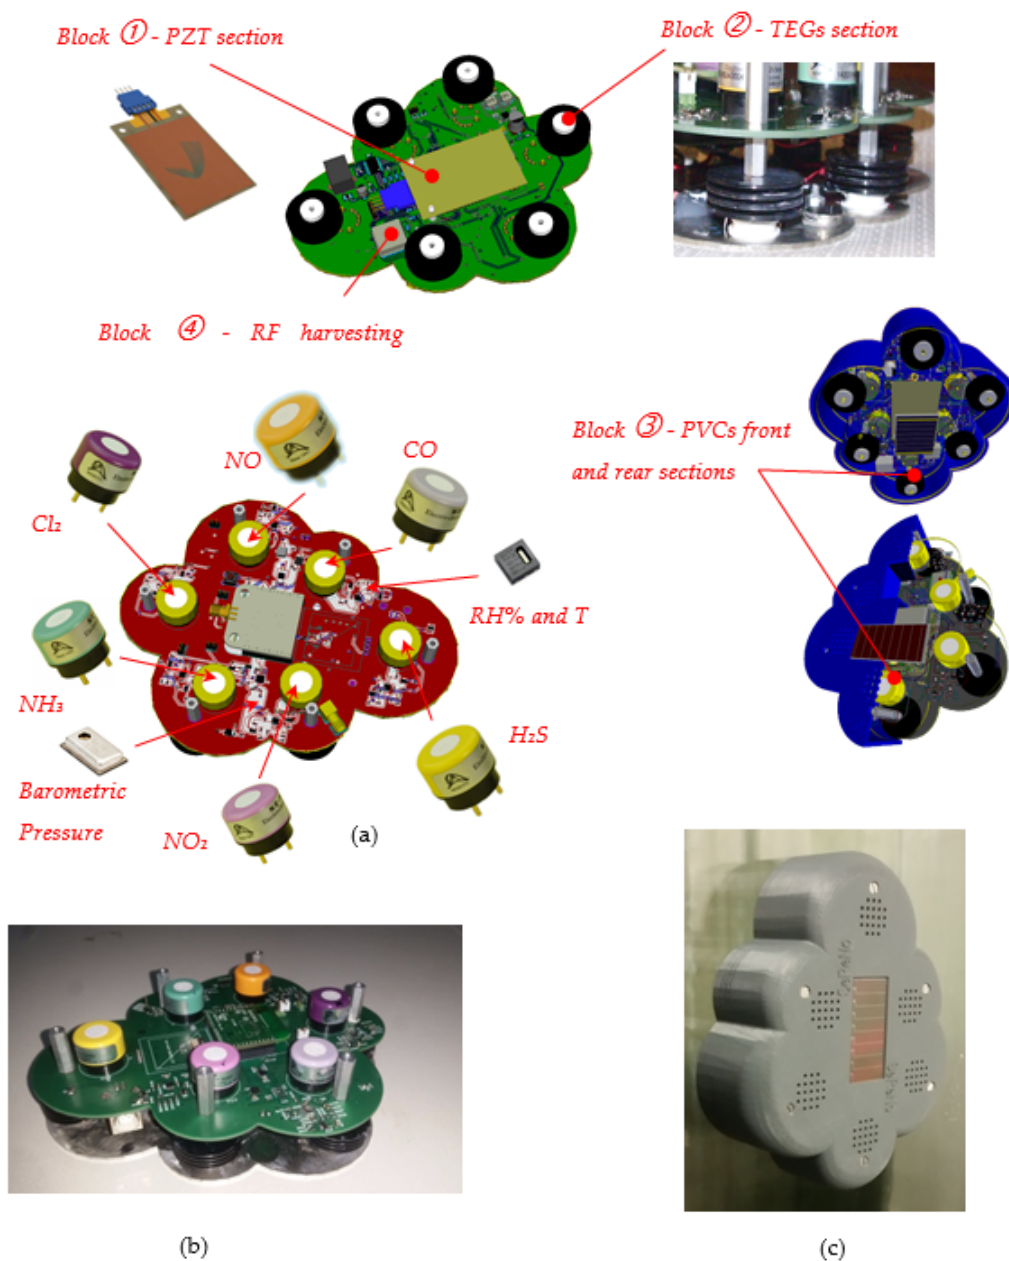 Block ① - PZT section
Block ② - TEGs section
Block ④ - RF harvesting
Block ③ - PVCs front
and rear sections
NO
CO
Cl₂
RH% and T
NH₃
H₂S
Barometric
Pressure
NO₂
(a)
(b)
(c)